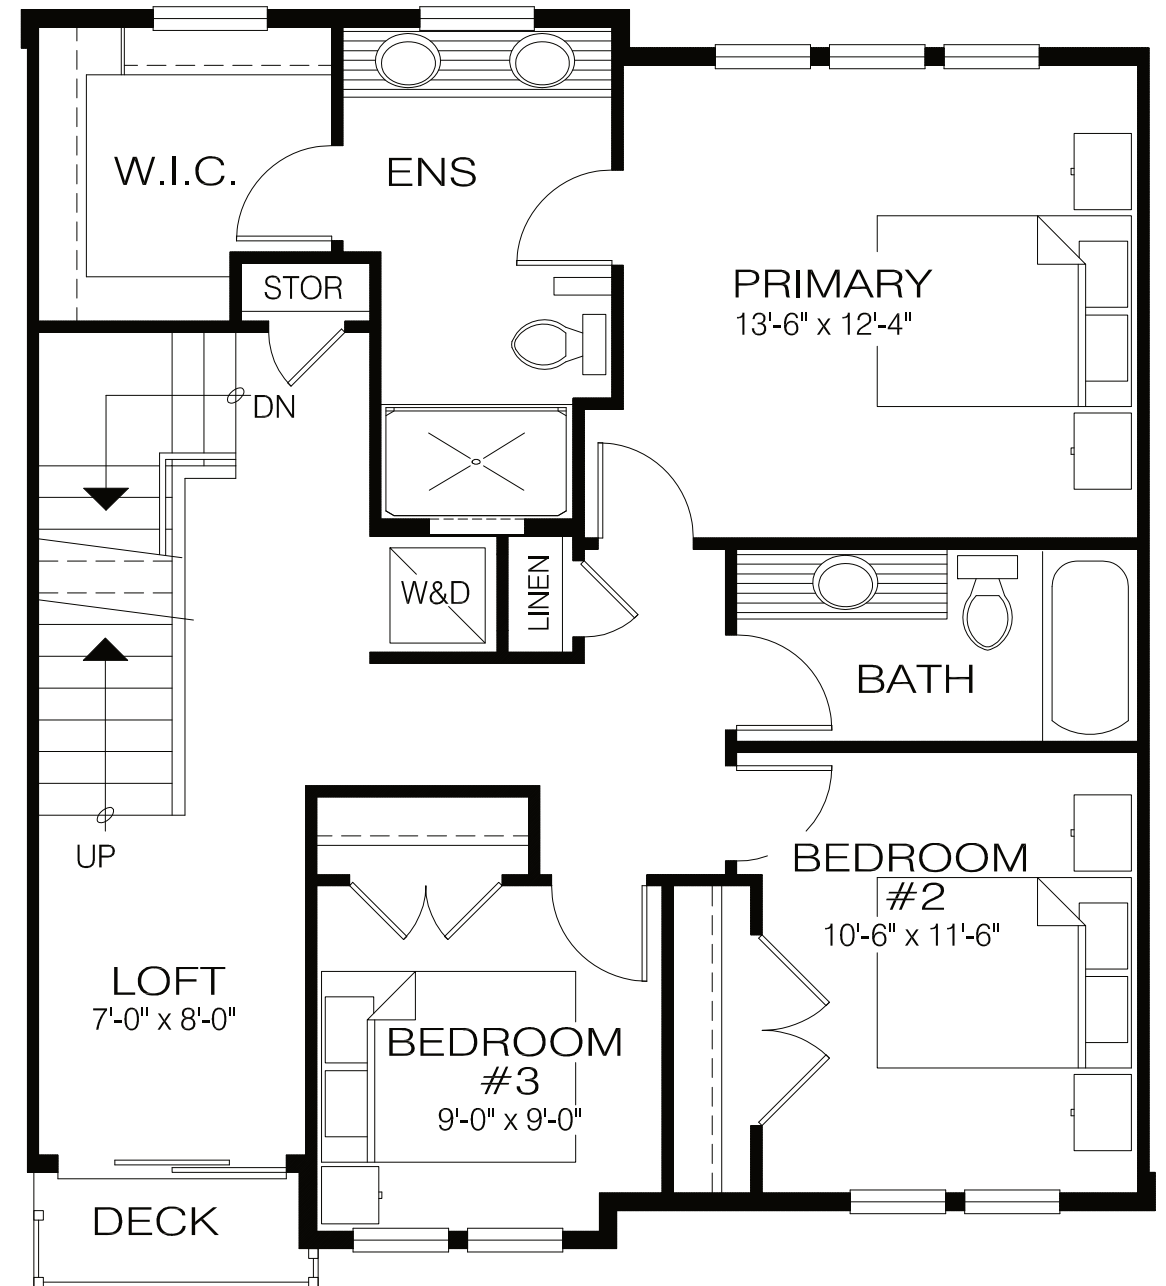 W.I.C.
ENS
STOR
PRIMARY
13'-6" x 12'-4"
DN
W&D
LINEN
BATH
UP
BEDROOM
#2
10'-6" x 11'-6"
LOFT
7'-0" x 8'-0"
BEDROOM
#3
9'-0" x 9'-0"
DECK